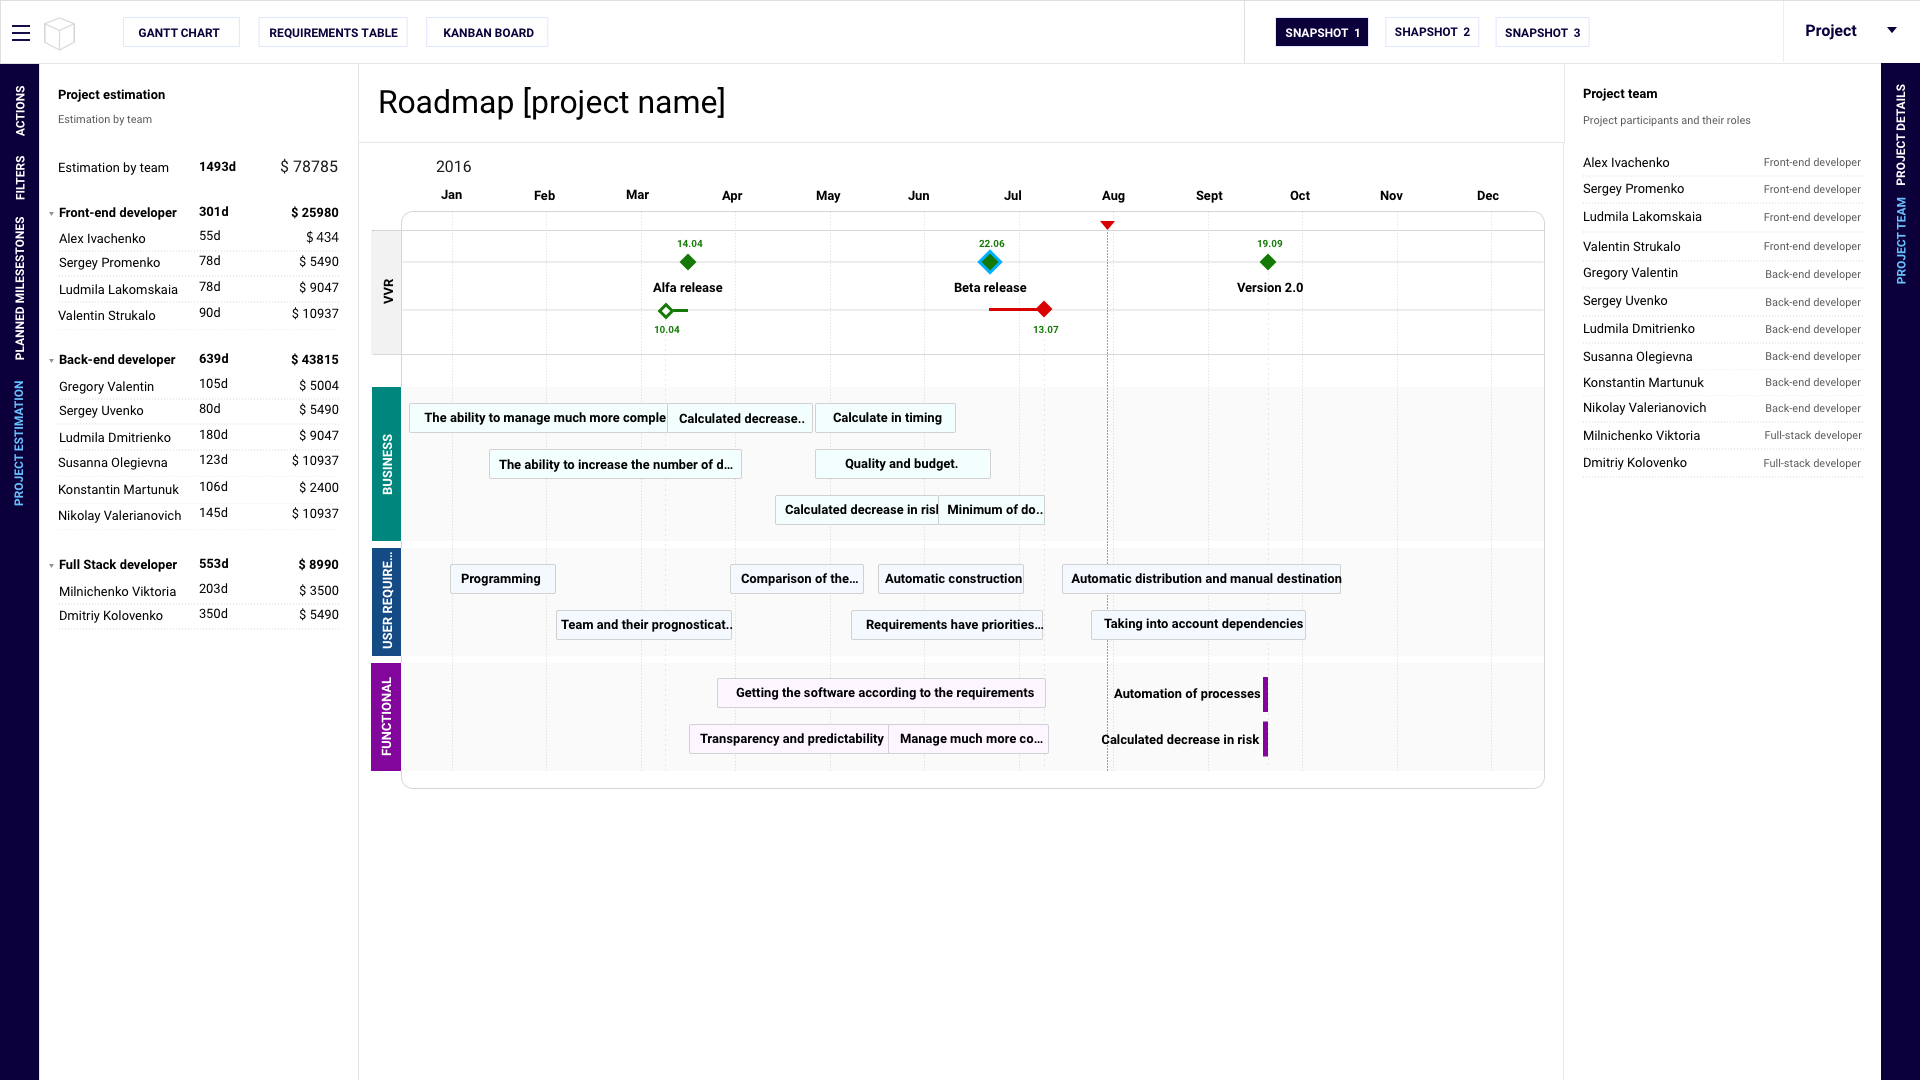 GANTT CHART
REQUIREMENTS TABLE
KANBAN BOARD
SNAPSHOT 1
SHAPSHOT 2
SNAPSHOT 3
Project
ACTIONS
FILTERS
PLANNED MILESESTONES
PROJECT ESTIMATION
Project estimation
Estimation by team
Estimation by team 1493d $ 78785
Front-end developer 301d $ 25980
Alex Ivachenko 55d $ 434
Sergey Promenko 78d $ 5490
Ludmila Lakomskaia 78d $ 9047
Valentin Strukalo 90d $ 10937
Back-end developer 639d $ 43815
Gregory Valentin 105d $ 5004
Sergey Uvenko 80d $ 5490
Ludmila Dmitrienko 180d $ 9047
Susanna Olegievna 123d $ 10937
Konstantin Martunuk 106d $ 2400
Nikolay Valerianovich 145d $ 10937
Full Stack developer 553d $ 8990
Milnichenko Viktoria 203d $ 3500
Dmitriy Kolovenko 350d $ 5490
Roadmap [project name]
2016
Jan Feb Mar Apr May Jun Jul Aug Sept Oct Nov Dec
VVR
14.04 22.06 19.09
Alfa release Beta release Version 2.0
10.04 13.07
BUSINESS
The ability to manage much more comple
Calculated decrease..
Calculate in timing
The ability to increase the number of d...
Quality and budget.
Calculated decrease in risk
Minimum of do..
USER REQUIRE...
Programming
Comparison of the...
Automatic construction
Automatic distribution and manual destination
Team and their prognosticat..
Requirements have priorities...
Taking into account dependencies
FUNCTIONAL
Getting the software according to the requirements
Automation of processes
Transparency and predictability
Manage much more co...
Calculated decrease in risk
Project team
Project participants and their roles
Alex Ivachenko Front-end developer
Sergey Promenko Front-end developer
Ludmila Lakomskaia Front-end developer
Valentin Strukalo Front-end developer
Gregory Valentin Back-end developer
Sergey Uvenko Back-end developer
Ludmila Dmitrienko Back-end developer
Susanna Olegievna Back-end developer
Konstantin Martunuk Back-end developer
Nikolay Valerianovich Back-end developer
Milnichenko Viktoria Full-stack developer
Dmitriy Kolovenko Full-stack developer
PROJECT DETAILS
PROJECT TEAM